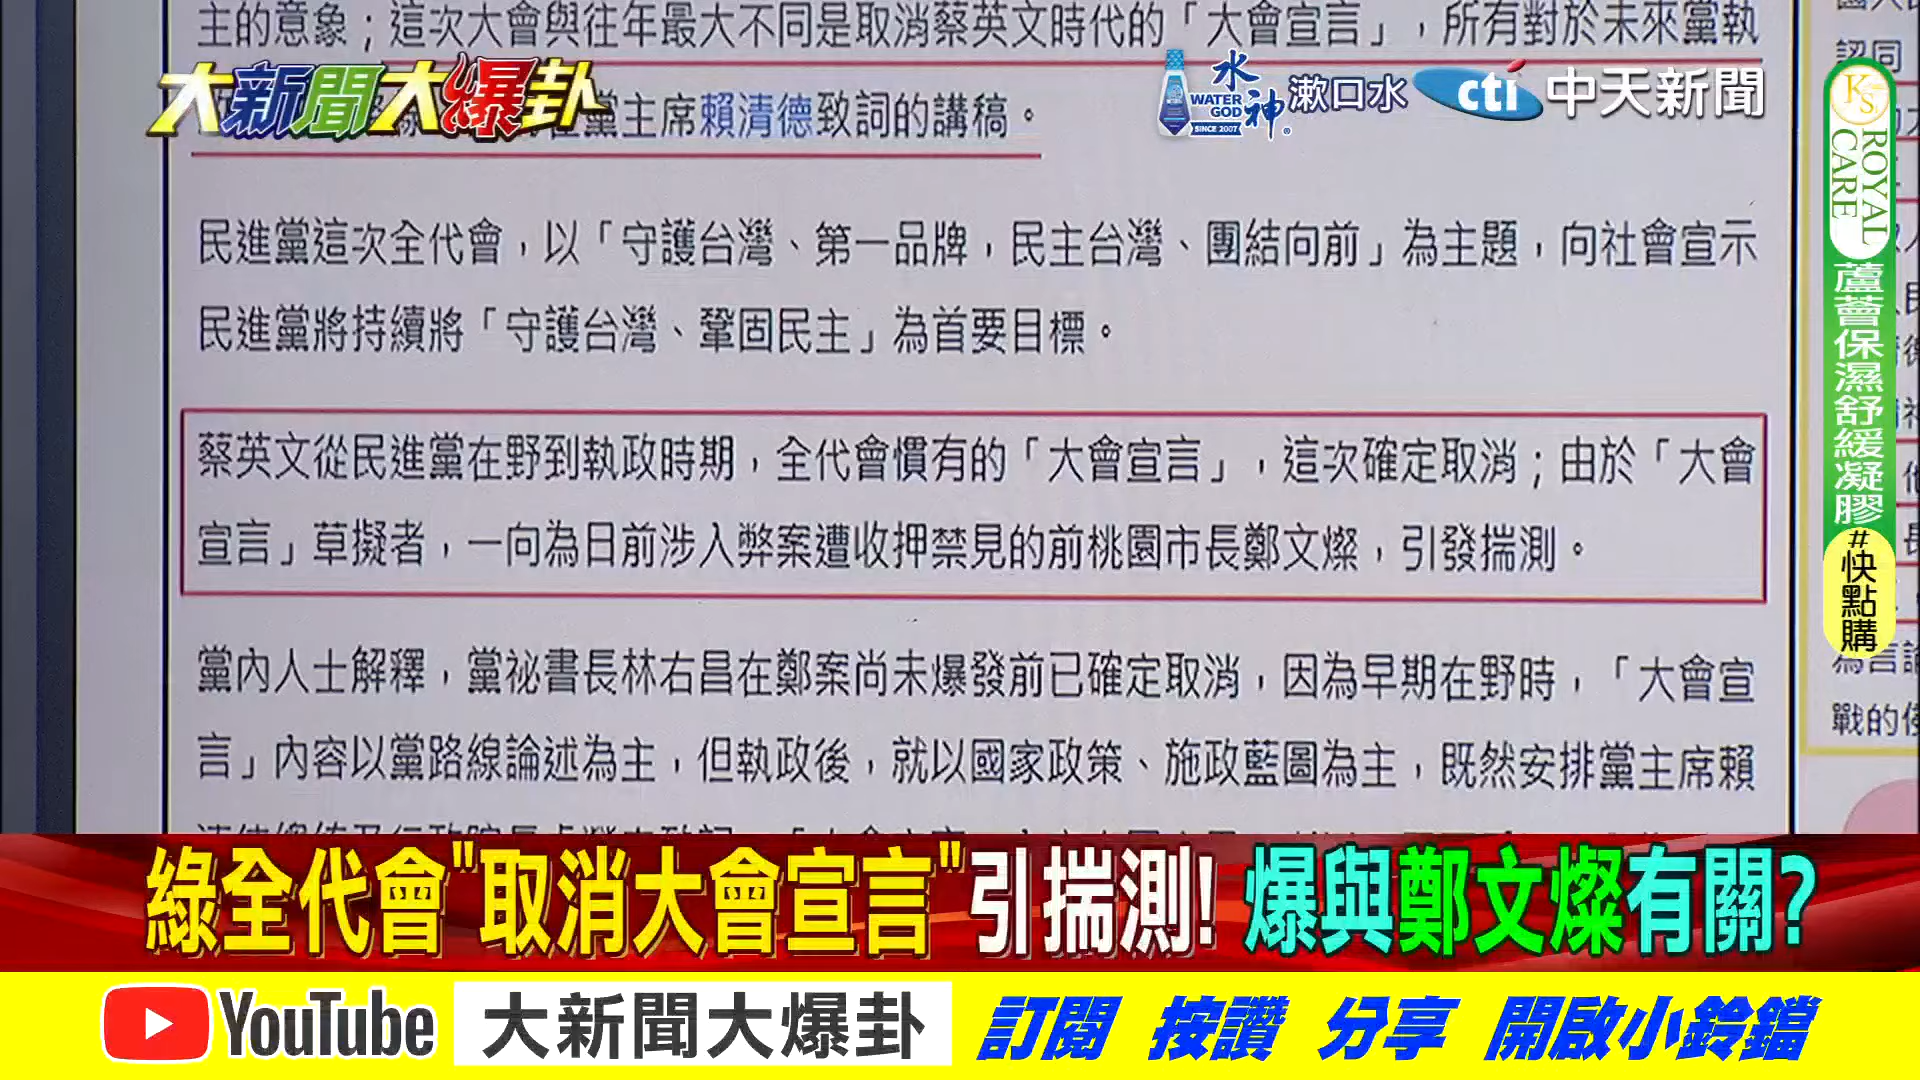 主的意象；這次大會與往年最大不同是取消蔡英文時代的「大會宣言」，所有對於未來黨執
大新聞大爆卦
黨主席賴清德致詞的講稿。
水神
WATER GOD
SINCE 2007
漱口水
cti 中天新聞
民進黨這次全代會，以「守護台灣、第一品牌，民主台灣、團結向前」為主題，向社會宣示
民進黨將持續將「守護台灣、鞏固民主」為首要目標。
蔡英文從民進黨在野到執政時期，全代會慣有的「大會宣言」，這次確定取消；由於「大會
宣言」草擬者，一向為日前涉入弊案遭收押禁見的前桃園市長鄭文燦，引發揣測。
黨內人士解釋，黨祕書長林右昌在鄭案尚未爆發前已確定取消，因為早期在野時，「大會宣
言」內容以黨路線論述為主，但執政後，就以國家政策、施政藍圖為主，既然安排黨主席賴
認同
為言論
戰的
KS
ROYAL CARE
蘆薈保濕舒緩凝膠
#快點購
綠全代會"取消大會宣言"引揣測! 爆與鄭文燦有關?
YouTube 大新聞大爆卦 訂閱 按讚 分享 開啟小鈴鐺